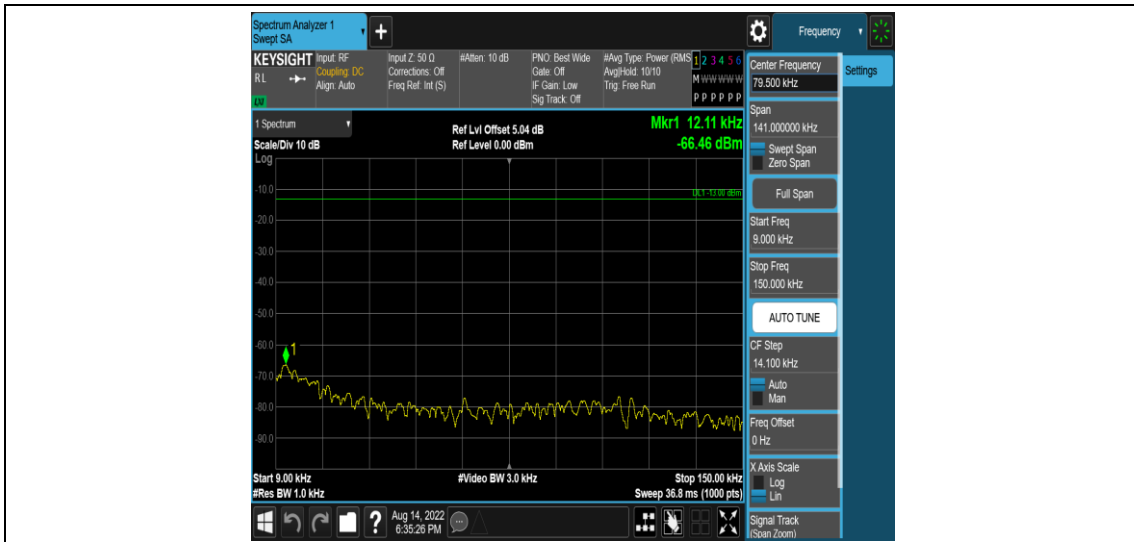 Spectrum Analyzer 1
Swept SA
+
Frequency
KEYSIGHT
RL
LXI
Input: RF
Coupling: DC
Align: Auto
Input Z: 50 Ω
Corrections: Off
Freq Ref: Int (S)
#Atten: 10 dB
PNO: Best Wide
Gate: Off
IF Gain: Low
Sig Track: Off
#Avg Type: Power (RMS
Avg|Hold: 10/10
Trig: Free Run
1 2 3 4 5 6
M W W W W W
P P P P P P
1 Spectrum
Scale/Div 10 dB
Log
Ref Lvl Offset 5.04 dB
Ref Level 0.00 dBm
Mkr1 12.11 kHz
-66.46 dBm
DL1 -13.00 dBm
-10.0
-20.0
-30.0
-40.0
-50.0
-60.0
1
-70.0
-80.0
-90.0
Start 9.00 kHz
#Res BW 1.0 kHz
#Video BW 3.0 kHz
Stop 150.00 kHz
Sweep 36.8 ms (1000 pts)
?
Aug 14, 2022
6:35:26 PM
Center Frequency
79.500 kHz
Settings
Span
141.000000 kHz
Swept Span
Zero Span
Full Span
Start Freq
9.000 kHz
Stop Freq
150.000 kHz
AUTO TUNE
CF Step
14.100 kHz
Auto
Man
Freq Offset
0 Hz
X Axis Scale
Log
Lin
Signal Track
(Span Zoom)